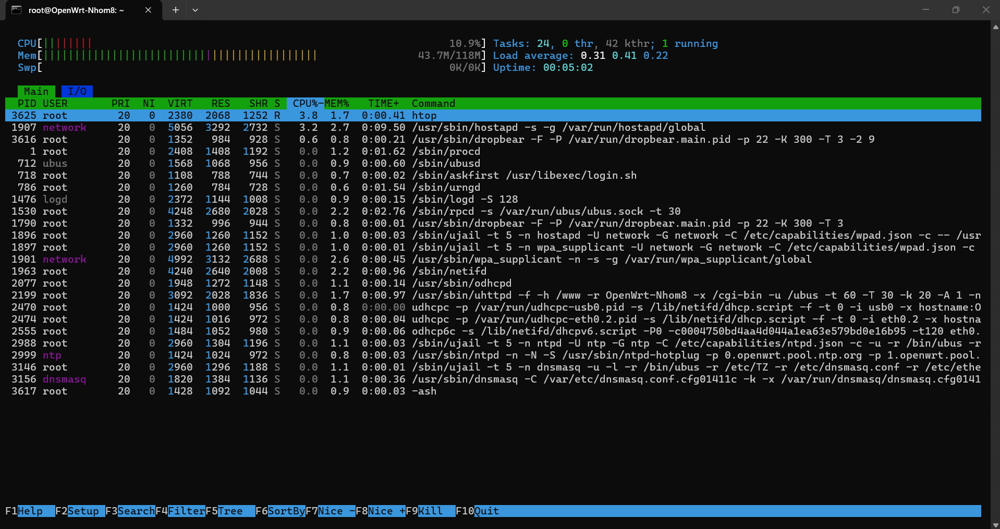 root@OpenWrt-Nhom8: ~
CPU[||||||||                                                         10.9%] Tasks: 24, 0 thr, 42 kthr; 1 running
Mem[||||||||||||||||||||||||||||||||||||||||||||                43.7M/118M] Load average: 0.31 0.41 0.22
Swp[                                                                 0K/0K] Uptime: 00:05:02
Main I/O
PID USER PRI NI VIRT RES SHR S CPU%-MEM% TIME+ Command
3625 root 20 0 2380 2068 1252 R 3.8 1.7 0:00.41 htop
1907 network 20 0 5056 3292 2732 S 3.2 2.7 0:09.50 /usr/sbin/hostapd -s -g /var/run/hostapd/global
3616 root 20 0 1352 984 928 S 0.6 0.8 0:00.21 /usr/sbin/dropbear -F -P /var/run/dropbear.main.pid -p 22 -K 300 -T 3 -2 9
1 root 20 0 2408 1408 1192 S 0.0 1.2 0:01.62 /sbin/procd
712 ubus 20 0 1568 1068 956 S 0.0 0.9 0:00.60 /sbin/ubusd
718 root 20 0 1108 788 744 S 0.0 0.7 0:00.02 /sbin/askfirst /usr/libexec/login.sh
786 root 20 0 1260 784 728 S 0.0 0.6 0:01.54 /sbin/urngd
1476 logd 20 0 2372 1144 1008 S 0.0 0.9 0:00.15 /sbin/logd -S 128
1530 root 20 0 4248 2680 2028 S 0.0 2.2 0:02.76 /sbin/rpcd -s /var/run/ubus/ubus.sock -t 30
1790 root 20 0 1332 996 944 S 0.0 0.8 0:00.01 /usr/sbin/dropbear -F -P /var/run/dropbear.main.pid -p 22 -K 300 -T 3
1896 root 20 0 2960 1260 1152 S 0.0 1.0 0:00.03 /sbin/ujail -t 5 -n hostapd -U network -G network -C /etc/capabilities/wpad.json -c -- /usr
1897 root 20 0 2960 1260 1152 S 0.0 1.0 0:00.01 /sbin/ujail -t 5 -n wpa_supplicant -U network -G network -C /etc/capabilities/wpad.json -c
1901 network 20 0 4992 3132 2688 S 0.0 2.6 0:00.45 /usr/sbin/wpa_supplicant -n -s -g /var/run/wpa_supplicant/global
1963 root 20 0 4240 2640 2008 S 0.0 2.2 0:00.96 /sbin/netifd
2077 root 20 0 1948 1272 1148 S 0.0 1.1 0:00.14 /usr/sbin/odhcpd
2199 root 20 0 3092 2028 1836 S 0.0 1.7 0:00.97 /usr/sbin/uhttpd -f -h /www -r OpenWrt-Nhom8 -x /cgi-bin -u /ubus -t 60 -T 30 -k 20 -A 1 -n
2470 root 20 0 1424 1000 956 S 0.0 0.8 0:00.00 udhcpc -p /var/run/udhcpc-usb0.pid -s /lib/netifd/dhcp.script -f -t 0 -i usb0 -x hostname:O
2474 root 20 0 1424 1016 972 S 0.0 0.8 0:00.04 udhcpc -p /var/run/udhcpc-eth0.2.pid -s /lib/netifd/dhcp.script -f -t 0 -i eth0.2 -x hostna
2555 root 20 0 1484 1052 980 S 0.0 0.9 0:00.06 odhcp6c -s /lib/netifd/dhcpv6.script -P0 -c0004750bd4aa4d044a1ea63e579bd0e16b95 -t120 eth0.
2988 root 20 0 2960 1304 1196 S 0.0 1.1 0:00.03 /sbin/ujail -t 5 -n ntpd -U ntp -G ntp -C /etc/capabilities/ntpd.json -c -u -r /bin/ubus -r
2999 ntp 20 0 1424 1024 972 S 0.0 0.8 0:00.03 /usr/sbin/ntpd -n -N -S /usr/sbin/ntpd-hotplug -p 0.openwrt.pool.ntp.org -p 1.openwrt.pool.
3146 root 20 0 2960 1296 1188 S 0.0 1.1 0:00.01 /sbin/ujail -t 5 -n dnsmasq -u -l -r /bin/ubus -r /etc/TZ -r /etc/dnsmasq.conf -r /etc/ethe
3156 dnsmasq 20 0 1820 1384 1136 S 0.0 1.1 0:00.36 /usr/sbin/dnsmasq -C /var/etc/dnsmasq.conf.cfg01411c -k -x /var/run/dnsmasq/dnsmasq.cfg0141
3617 root 20 0 1428 1092 1044 S 0.0 0.9 0:00.03 -ash
F1Help F2Setup F3SearchF4FilterF5Tree F6SortByF7Nice -F8Nice +F9Kill F10Quit